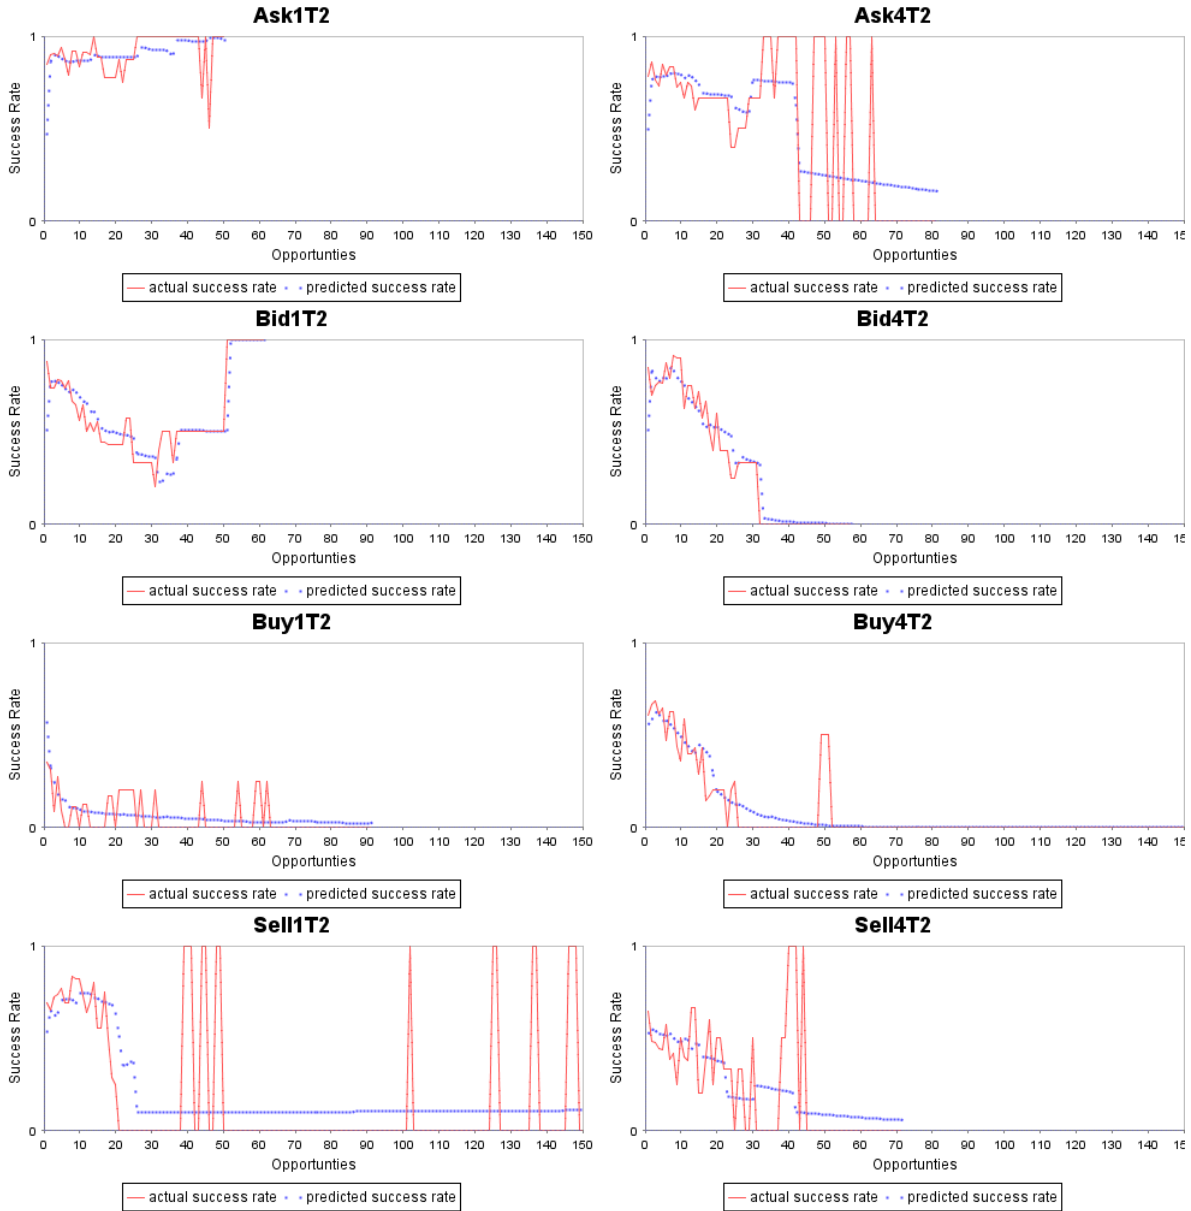 Ask1T2
1
Success Rate
0
0 10 20 30 40 50 60 70 80 90 100 110 120 130 140 150
Opportunties
actual success rate predicted success rate
Ask4T2
1
Success Rate
0
0 10 20 30 40 50 60 70 80 90 100 110 120 130 140 150
Opportunties
actual success rate predicted success rate
Bid1T2
1
Success Rate
0
0 10 20 30 40 50 60 70 80 90 100 110 120 130 140 150
Opportunties
actual success rate predicted success rate
Bid4T2
1
Success Rate
0
0 10 20 30 40 50 60 70 80 90 100 110 120 130 140 150
Opportunties
actual success rate predicted success rate
Buy1T2
1
Success Rate
0
0 10 20 30 40 50 60 70 80 90 100 110 120 130 140 150
Opportunties
actual success rate predicted success rate
Buy4T2
1
Success Rate
0
0 10 20 30 40 50 60 70 80 90 100 110 120 130 140 150
Opportunties
actual success rate predicted success rate
Sell1T2
1
Success Rate
0
0 10 20 30 40 50 60 70 80 90 100 110 120 130 140 150
Opportunties
actual success rate predicted success rate
Sell4T2
1
Success Rate
0
0 10 20 30 40 50 60 70 80 90 100 110 120 130 140 150
Opportunties
actual success rate predicted success rate